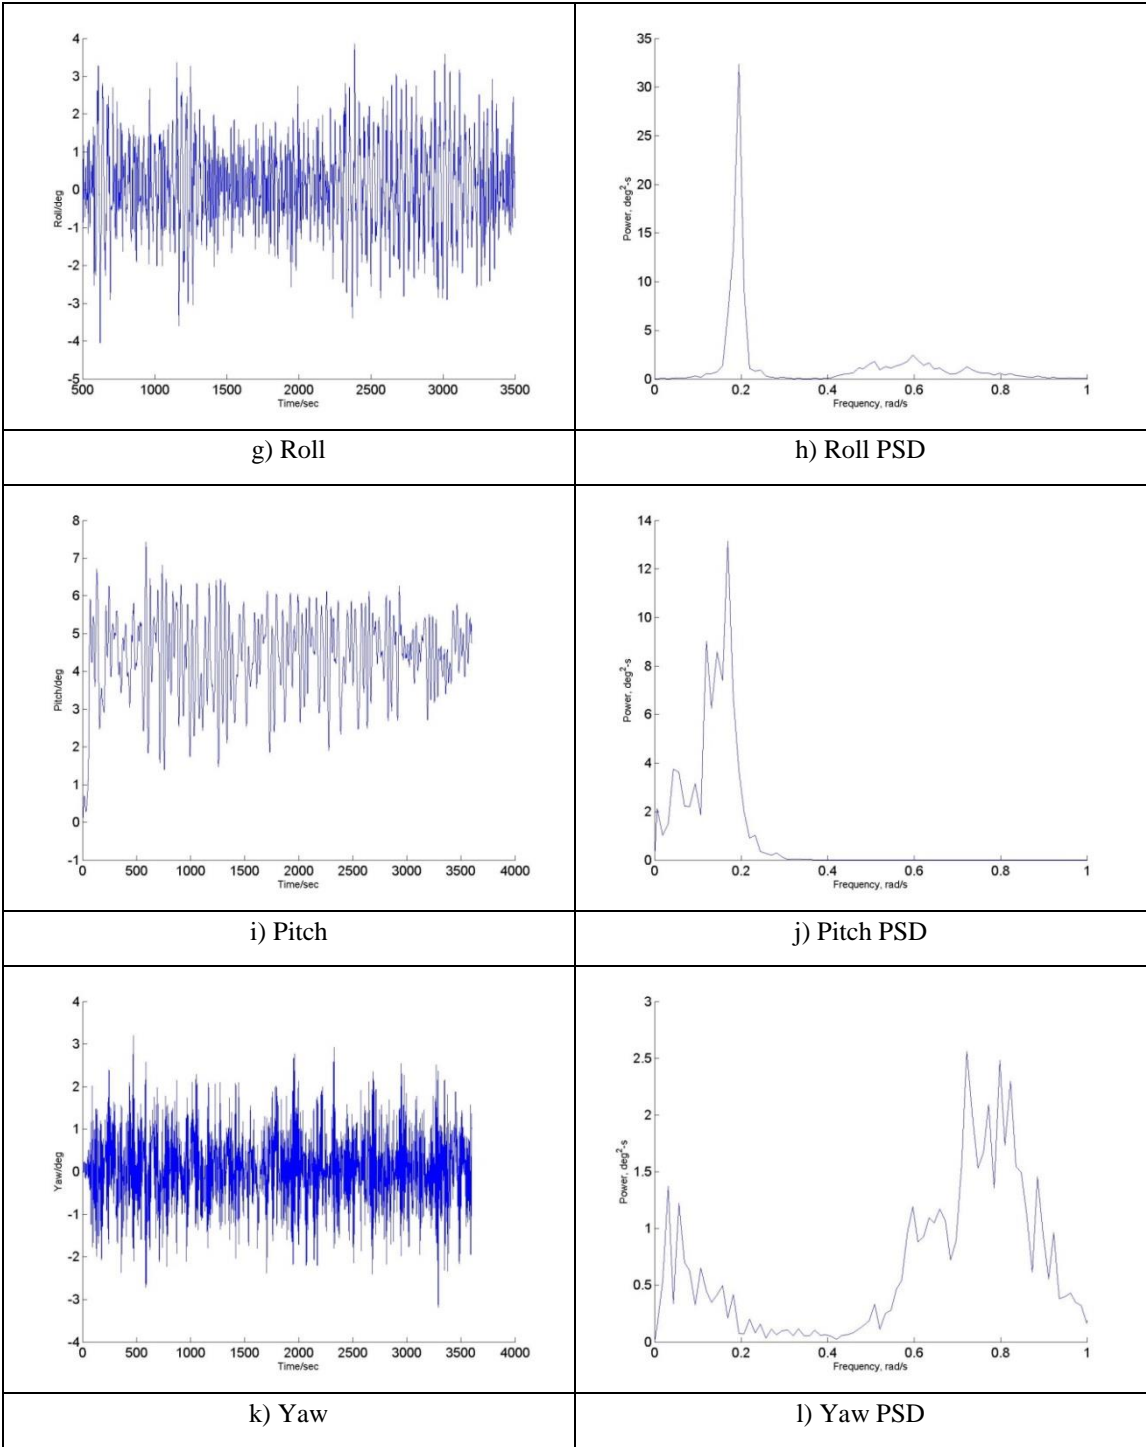 4
3
2
1
0
-1
-2
-3
-4
-5
Roll/deg
500 1000 1500 2000 2500 3000 3500
Time/sec
35
30
25
20
15
10
5
0
Power, deg²-s
0 0.2 0.4 0.6 0.8 1
Frequency, rad/s
g) Roll
h) Roll PSD
8
7
6
5
4
3
2
1
0
-1
Pitch/deg
0 500 1000 1500 2000 2500 3000 3500 4000
Time/sec
14
12
10
8
6
4
2
0
Power, deg²-s
0 0.2 0.4 0.6 0.8 1
Frequency, rad/s
i) Pitch
j) Pitch PSD
4
3
2
1
0
-1
-2
-3
-4
Yaw/deg
0 500 1000 1500 2000 2500 3000 3500 4000
Time/sec
3
2.5
2
1.5
1
0.5
0
Power, deg²-s
0 0.2 0.4 0.6 0.8 1
Frequency, rad/s
k) Yaw
l) Yaw PSD